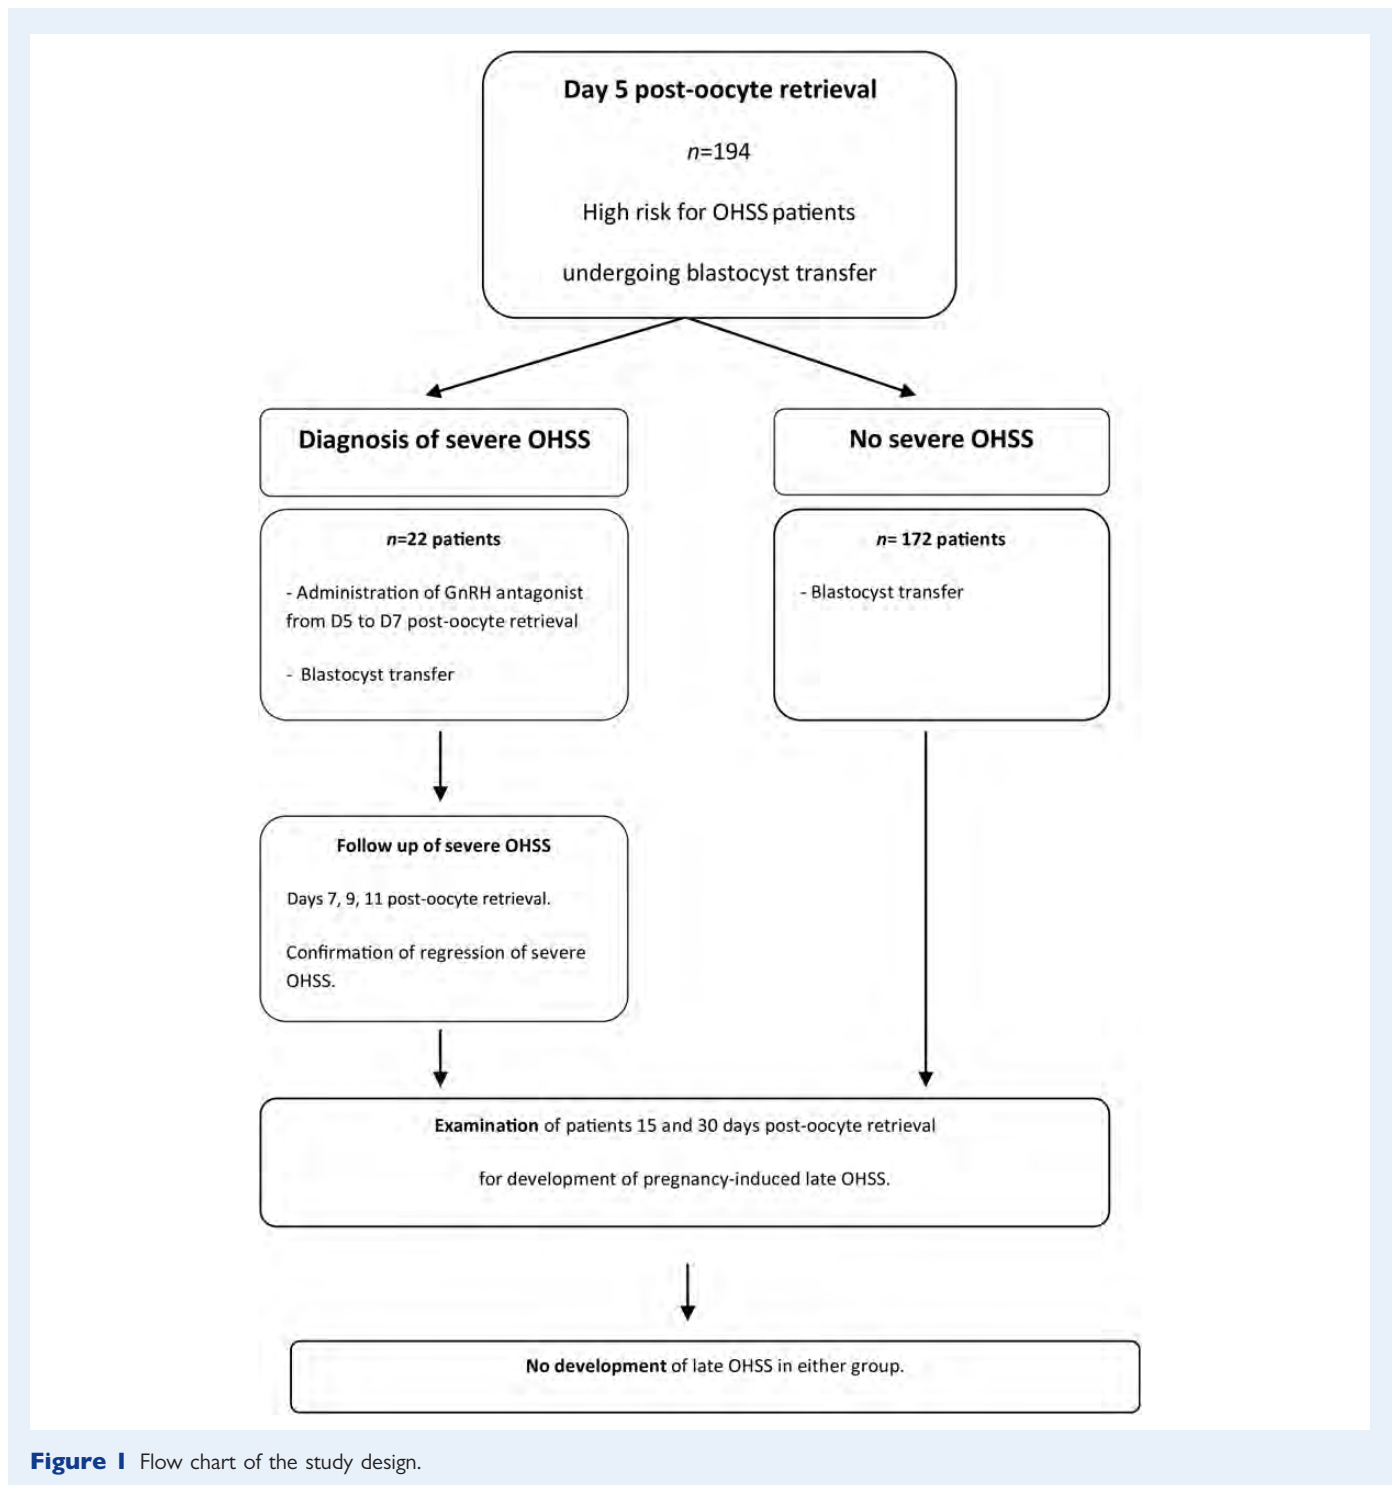 Day 5 post-oocyte retrieval
n=194
High risk for OHSS patients
undergoing blastocyst transfer
Diagnosis of severe OHSS
No severe OHSS
n=22 patients
- Administration of GnRH antagonist
from D5 to D7 post-oocyte retrieval
- Blastocyst transfer
n= 172 patients
- Blastocyst transfer
Follow up of severe OHSS
Days 7, 9, 11 post-oocyte retrieval.
Confirmation of regression of severe
OHSS.
Examination of patients 15 and 30 days post-oocyte retrieval
for development of pregnancy-induced late OHSS.
No development of late OHSS in either group.
Figure 1 Flow chart of the study design.